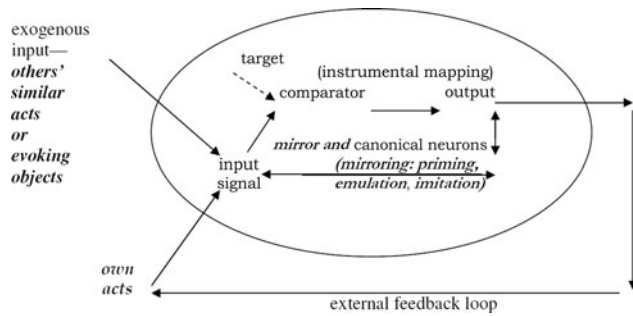 exogenous
input—
others'
similar
acts
or
evoking
objects
target
(instrumental mapping)
comparator
output
mirror and canonical neurons
(mirroring: priming,
emulation, imitation)
input
signal
own
acts
external feedback loop